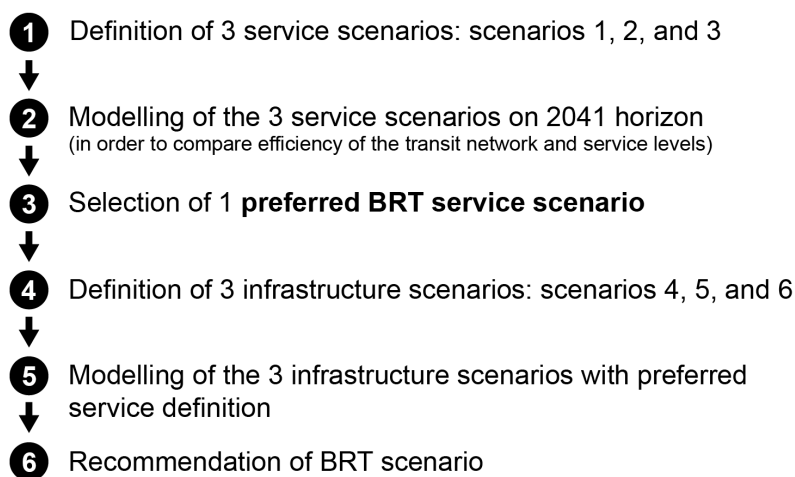 1 Definition of 3 service scenarios: scenarios 1, 2, and 3
2 Modelling of the 3 service scenarios on 2041 horizon
(in order to compare efficiency of the transit network and service levels)
3 Selection of 1 preferred BRT service scenario
4 Definition of 3 infrastructure scenarios: scenarios 4, 5, and 6
5 Modelling of the 3 infrastructure scenarios with preferred
service definition
6 Recommendation of BRT scenario